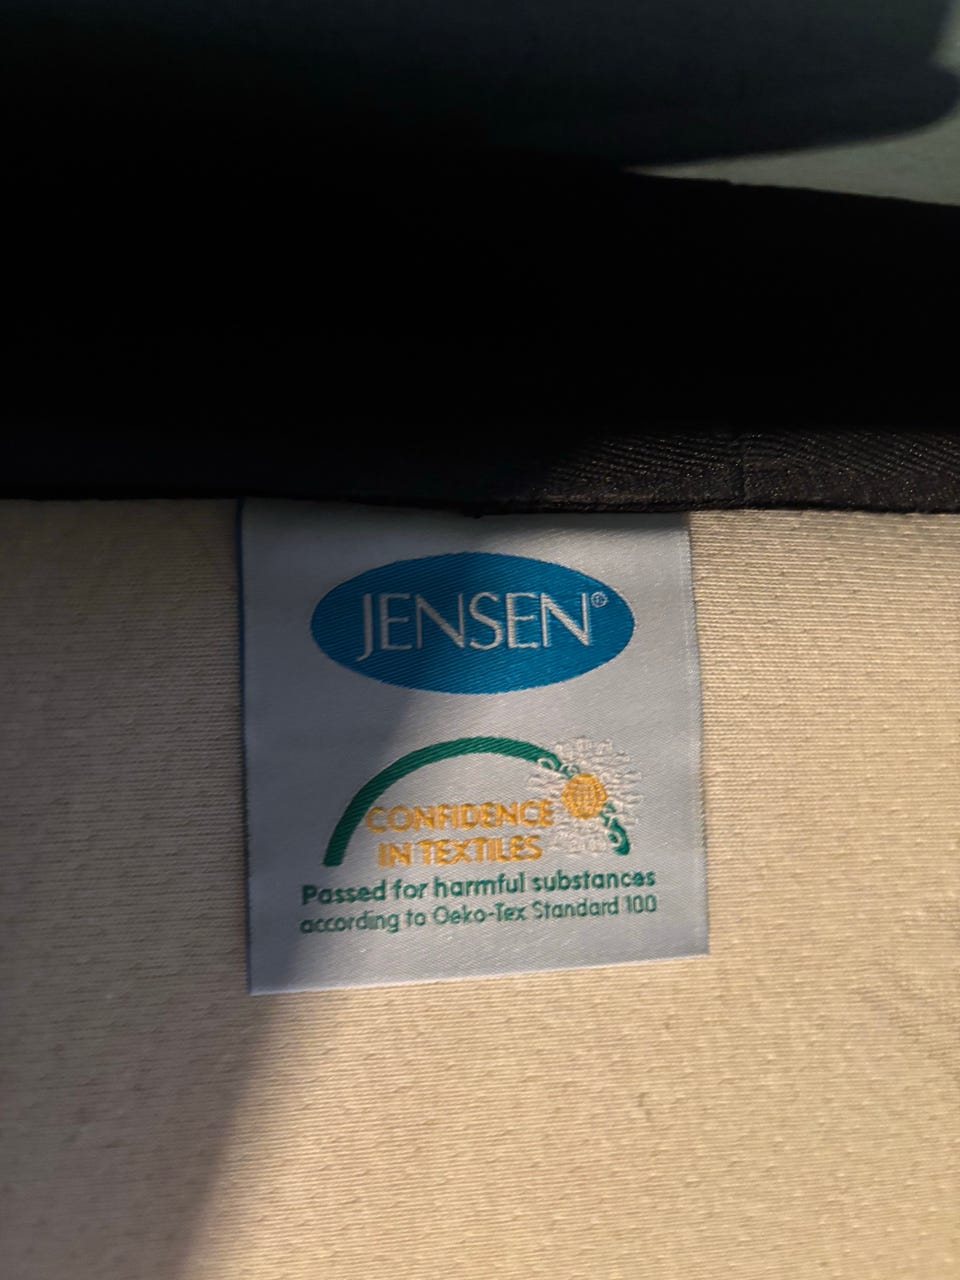 JENSEN®
CONFIDENCE
IN TEXTILES
Passed for harmful substances
according to Oeko-Tex Standard 100